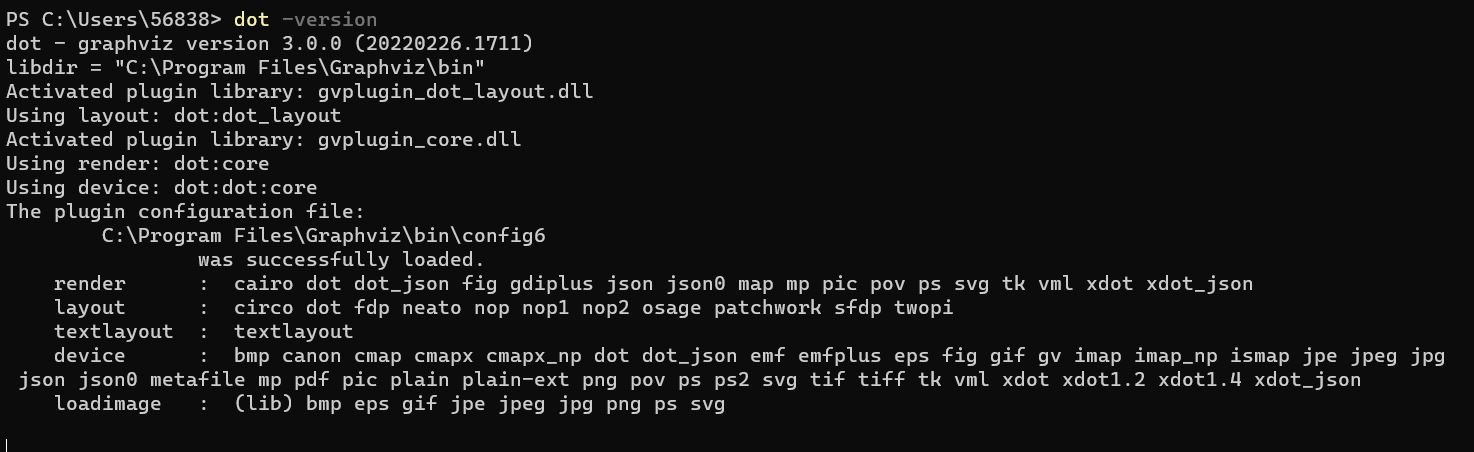 PS C:\Users\56838> dot -version
dot - graphviz version 3.0.0 (20220226.1711)
libdir = "C:\Program Files\Graphviz\bin"
Activated plugin library: gvplugin_dot_layout.dll
Using layout: dot:dot_layout
Activated plugin library: gvplugin_core.dll
Using render: dot:core
Using device: dot:dot:core
The plugin configuration file:
        C:\Program Files\Graphviz\bin\config6
                was successfully loaded.
    render      :  cairo dot dot_json fig gdiplus json json0 map mp pic pov ps svg tk vml xdot xdot_json
    layout      :  circo dot fdp neato nop nop1 nop2 osage patchwork sfdp twopi
    textlayout  :  textlayout
    device      :  bmp canon cmap cmapx cmapx_np dot dot_json emf emfplus eps fig gif gv imap imap_np ismap jpe jpeg jpg
 json json0 metafile mp pdf pic plain plain-ext png pov ps ps2 svg tif tiff tk vml xdot xdot1.2 xdot1.4 xdot_json
    loadimage   :  (lib) bmp eps gif jpe jpeg jpg png ps svg